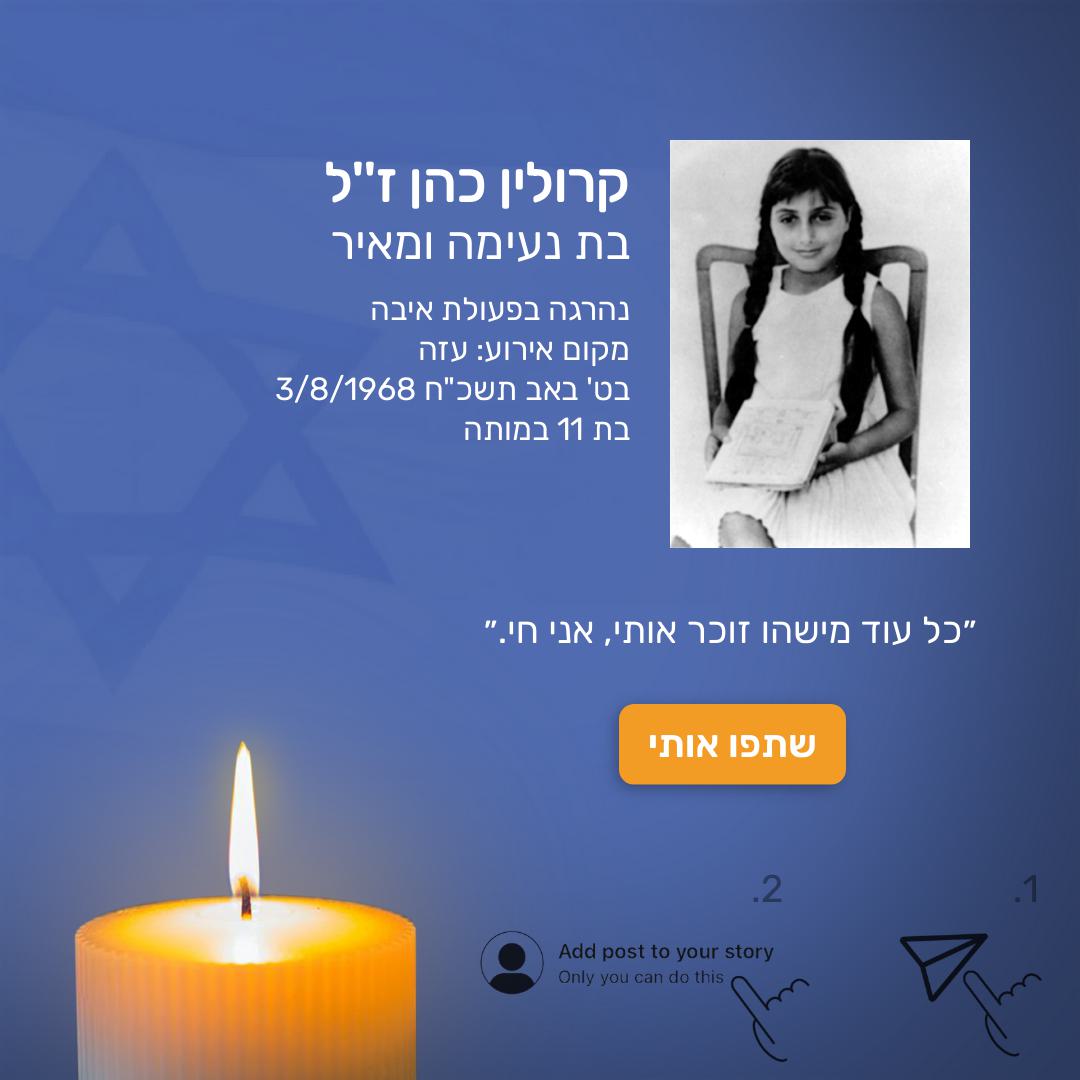 קרולין כהן ז"ל
בת נעימה ומאיר
נהרגה בפעולת איבה
מקום אירוע: עזה
בט' באב תשכ"ח 3/8/1968
בת 11 במותה
״כל עוד מישהו זוכר אותי, אני חי.״
שתפו אותי
1.
2.
Add post to your story
Only you can do this